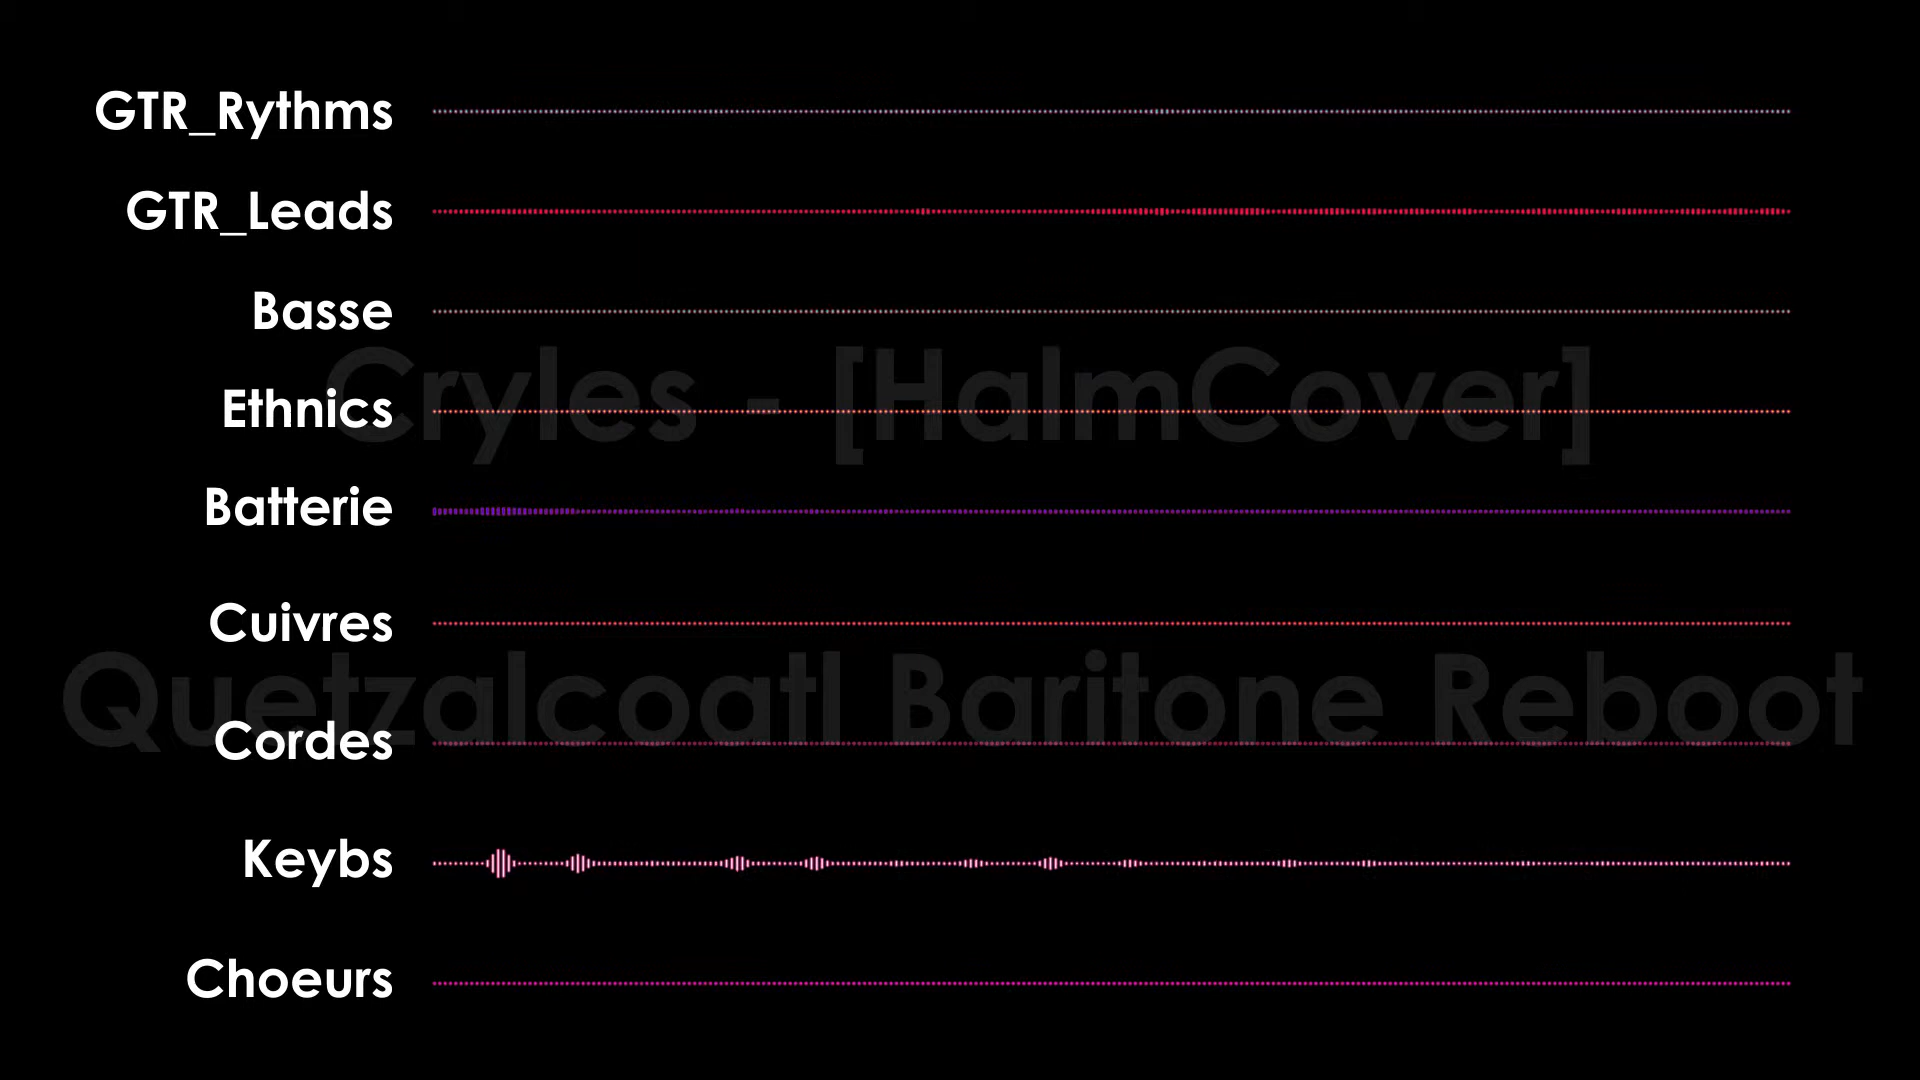 GTR_Rythms
GTR_Leads
Basse
Cryles - [HalmCover]
Ethnics
Batterie
Cuivres
Quetzalcoatl Baritone Reboot
Cordes
Keybs
Choeurs